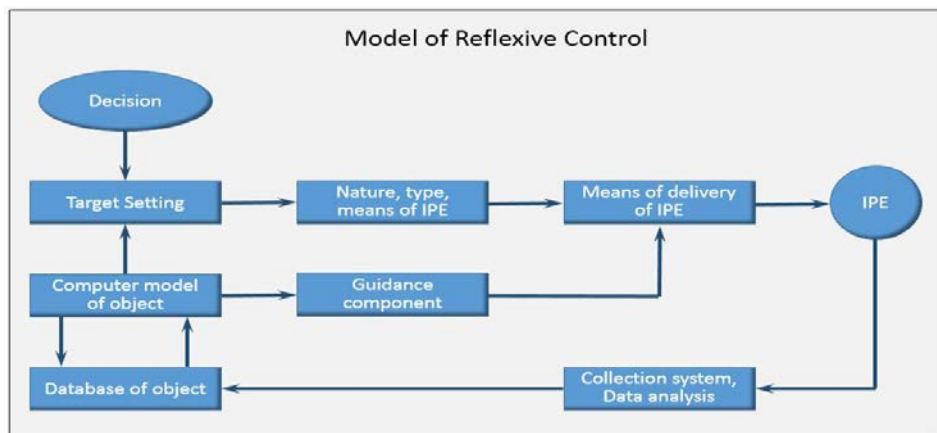 Model of Reflexive Control
Decision
Target Setting
Nature, type,
means of IPE
Means of delivery
of IPE
IPE
Computer model
of object
Guidance
component
Database of object
Collection system,
Data analysis